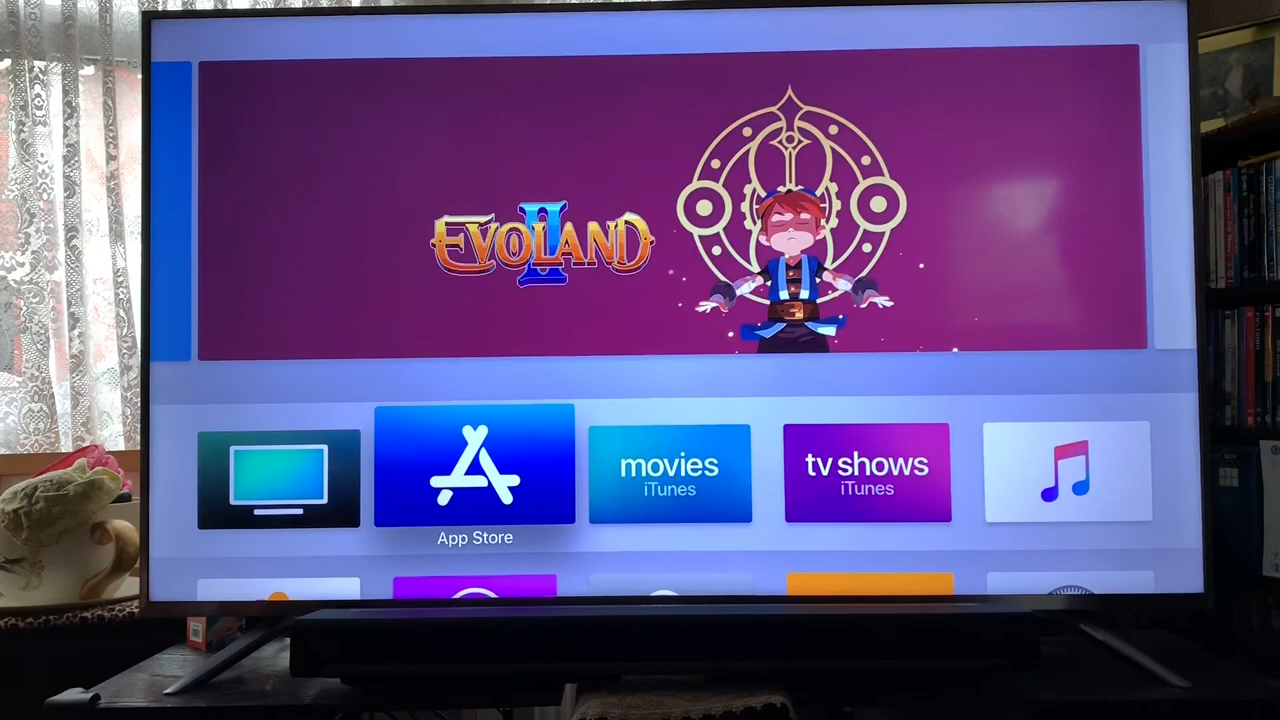 EVOLAND
II
movies
iTunes
tv shows
iTunes
App Store